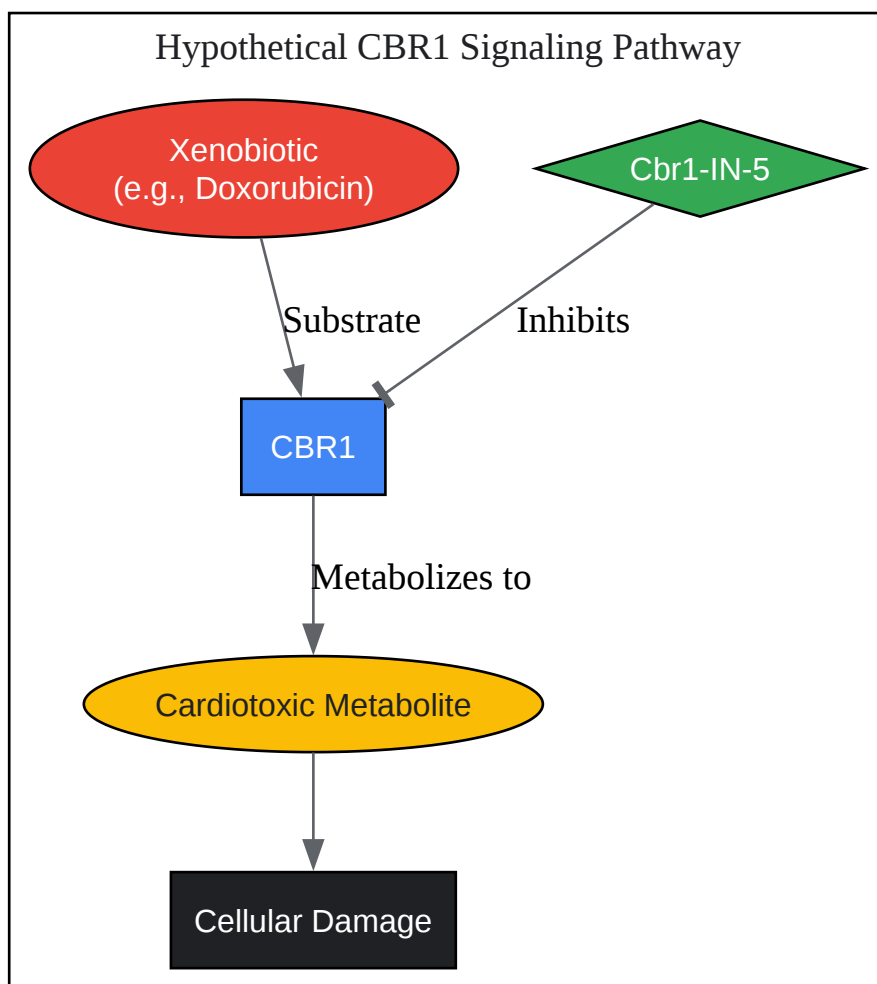 Hypothetical CBR1 Signaling Pathway
Xenobiotic
(e.g., Doxorubicin)
Cbr1-IN-5
Substrate
Inhibits
CBR1
Metabolizes to
Cardiotoxic Metabolite
Cellular Damage